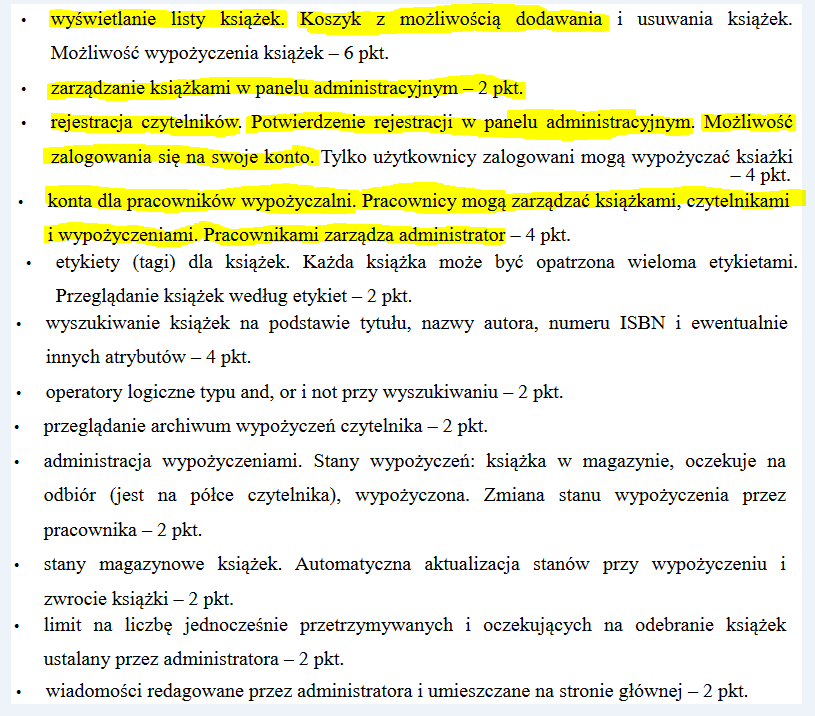 • wyświetlanie listy książek. Koszyk z możliwością dodawania i usuwania książek.
Możliwość wypożyczenia książek – 6 pkt.
• zarządzanie książkami w panelu administracyjnym – 2 pkt.
• rejestracja czytelników. Potwierdzenie rejestracji w panelu administracyjnym. Możliwość
zalogowania się na swoje konto. Tylko użytkownicy zalogowani mogą wypożyczać ksiażki
– 4 pkt.
• konta dla pracowników wypożyczalni. Pracownicy mogą zarządzać książkami, czytelnikami
i wypożyczeniami. Pracownikami zarządza administrator – 4 pkt.
• etykiety (tagi) dla książek. Każda książka może być opatrzona wieloma etykietami.
Przeglądanie książek według etykiet – 2 pkt.
• wyszukiwanie książek na podstawie tytułu, nazwy autora, numeru ISBN i ewentualnie
innych atrybutów – 4 pkt.
• operatory logiczne typu and, or i not przy wyszukiwaniu – 2 pkt.
• przeglądanie archiwum wypożyczeń czytelnika – 2 pkt.
• administracja wypożyczeniami. Stany wypożyczeń: książka w magazynie, oczekuje na
odbiór (jest na półce czytelnika), wypożyczona. Zmiana stanu wypożyczenia przez
pracownika – 2 pkt.
• stany magazynowe książek. Automatyczna aktualizacja stanów przy wypożyczeniu i
zwrocie książki – 2 pkt.
• limit na liczbę jednocześnie przetrzymywanych i oczekujących na odebranie książek
ustalany przez administratora – 2 pkt.
• wiadomości redagowane przez administratora i umieszczane na stronie głównej – 2 pkt.